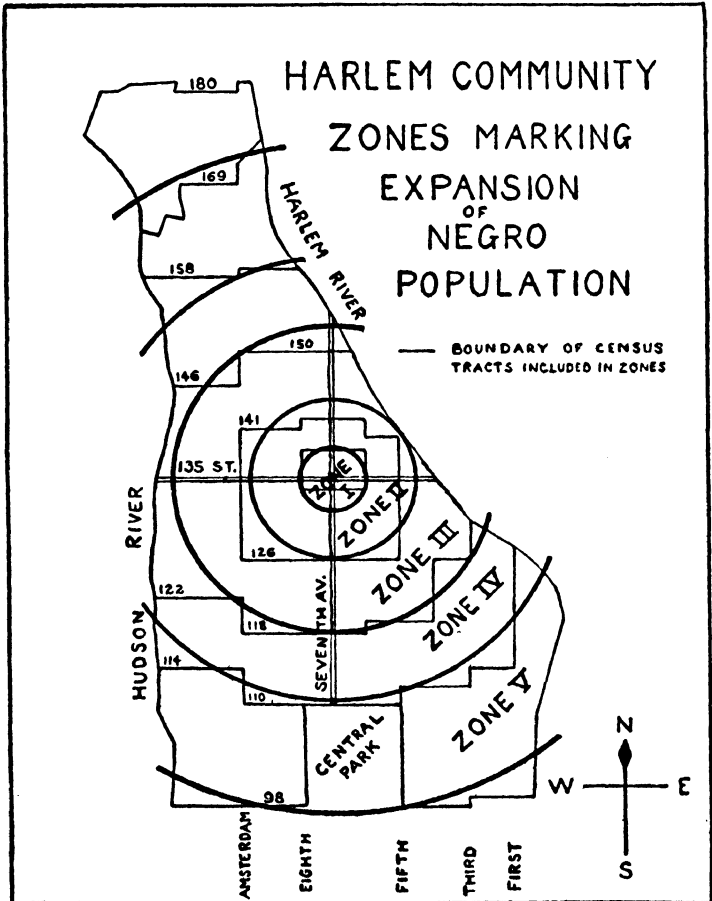 HARLEM COMMUNITY
ZONES MARKING
EXPANSION
OF
NEGRO
POPULATION
BOUNDARY OF CENSUS
TRACTS INCLUDED IN ZONES
180
169
HARLEM RIVER
158
150
146
141
135 ST.
ZONE I
ZONE II
ZONE III
ZONE IV
ZONE V
126
122
118
114
110
98
SEVENTH AV.
HUDSON RIVER
CENTRAL
PARK
N
W
E
S
AMSTERDAM
EIGHTH
FIFTH
THIRD
FIRST